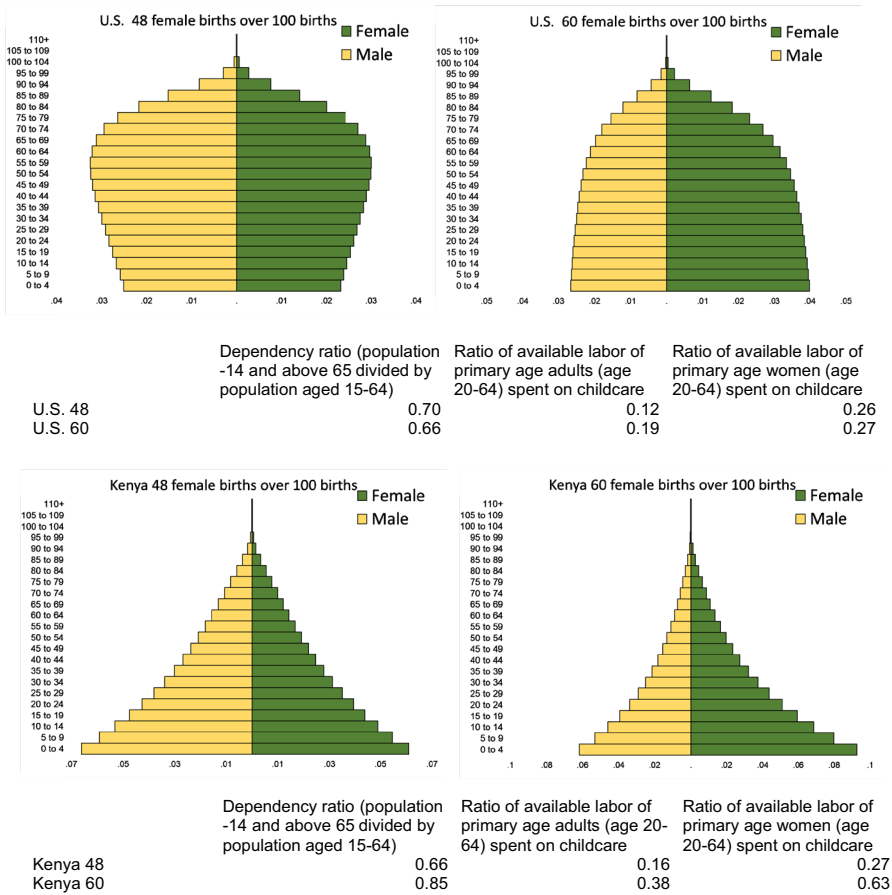 U.S. 48 female births over 100 births
Female
Male
110+
105 to 109
100 to 104
95 to 99
90 to 94
85 to 89
80 to 84
75 to 79
70 to 74
65 to 69
60 to 64
55 to 59
50 to 54
45 to 49
40 to 44
35 to 39
30 to 34
25 to 29
20 to 24
15 to 19
10 to 14
5 to 9
0 to 4
.04 .03 .02 .01 . .01 .02 .03 .04
U.S. 60 female births over 100 births
Female
Male
110+
105 to 109
100 to 104
95 to 99
90 to 94
85 to 89
80 to 84
75 to 79
70 to 74
65 to 69
60 to 64
55 to 59
50 to 54
45 to 49
40 to 44
35 to 39
30 to 34
25 to 29
20 to 24
15 to 19
10 to 14
5 to 9
0 to 4
.05 .04 .03 .02 .01 . .01 .02 .03 .04 .05
Dependency ratio (population Ratio of available labor of Ratio of available labor of
-14 and above 65 divided by primary age adults (age primary age women (age
population aged 15-64) 20-64) spent on childcare 20-64) spent on childcare
U.S. 48 0.70 0.12 0.26
U.S. 60 0.66 0.19 0.27
Kenya 48 female births over 100 births
Female
Male
110+
105 to 109
100 to 104
95 to 99
90 to 94
85 to 89
80 to 84
75 to 79
70 to 74
65 to 69
60 to 64
55 to 59
50 to 54
45 to 49
40 to 44
35 to 39
30 to 34
25 to 29
20 to 24
15 to 19
10 to 14
5 to 9
0 to 4
.07 .05 .03 .01 .01 .03 .05 .07
Kenya 60 female births over 100 births
Female
Male
110+
105 to 109
100 to 104
95 to 99
90 to 94
85 to 89
80 to 84
75 to 79
70 to 74
65 to 69
60 to 64
55 to 59
50 to 54
45 to 49
40 to 44
35 to 39
30 to 34
25 to 29
20 to 24
15 to 19
10 to 14
5 to 9
0 to 4
.1 .08 .06 .04 .02 . .02 .04 .06 .08 .1
Dependency ratio (population Ratio of available labor of Ratio of available labor of
-14 and above 65 divided by primary age adults (age 20- primary age women (age
population aged 15-64) 64) spent on childcare 20-64) spent on childcare
Kenya 48 0.66 0.16 0.27
Kenya 60 0.85 0.38 0.63